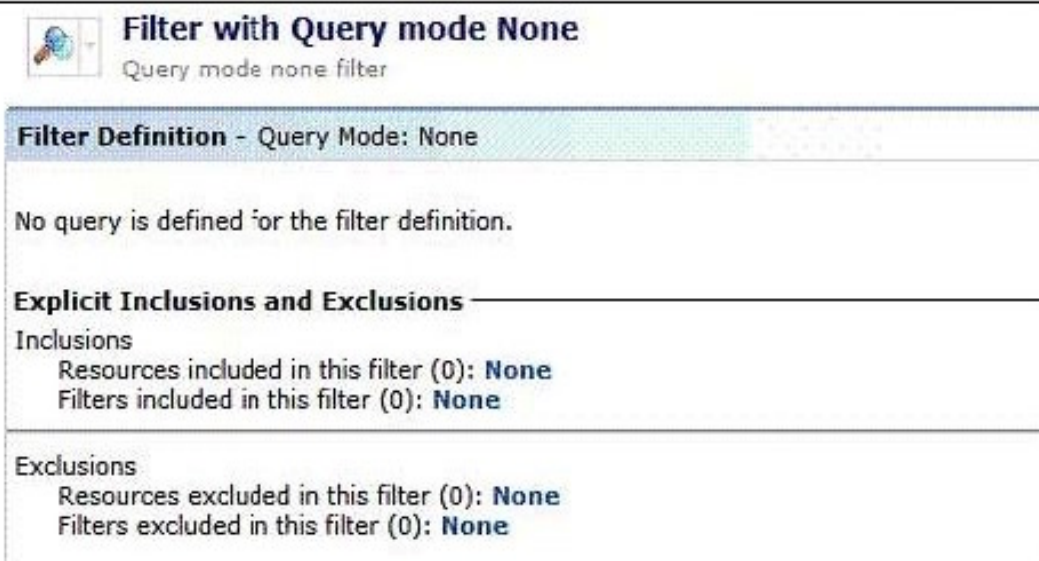 Filter with Query mode None
Query mode none filter
Filter Definition - Query Mode: None
No query is defined for the filter definition.
Explicit Inclusions and Exclusions
Inclusions
Resources included in this filter (0): None
Filters included in this filter (0): None
Exclusions
Resources excluded in this filter (0): None
Filters excluded in this filter (0): None